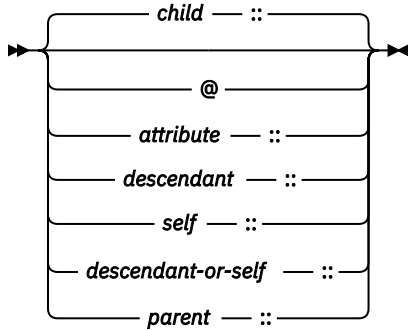 child ::
@
attribute ::
descendant ::
self ::
descendant-or-self ::
parent ::